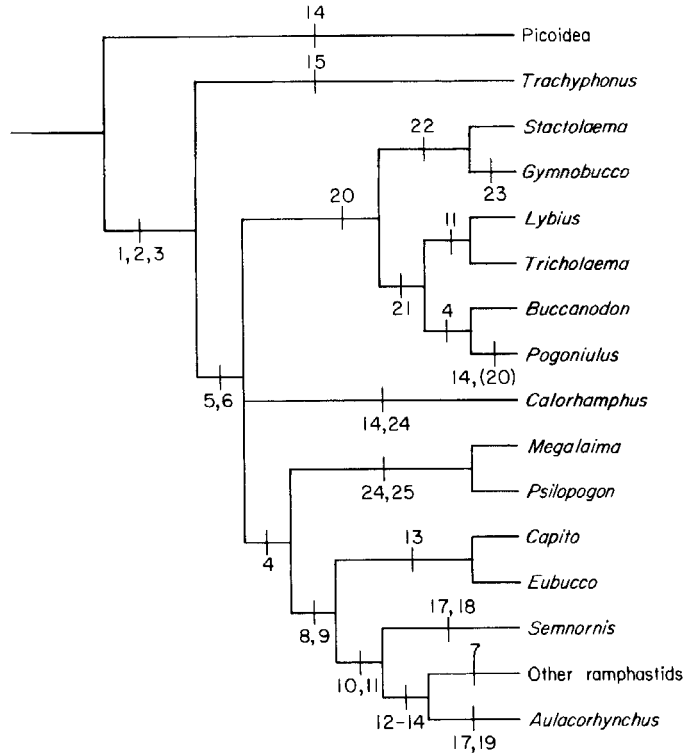 14
Picoidea
15
Trachyphonus
22
Stactolaema
23
Gymnobucco
20
1,2,3
11
Lybius
Tricholaema
21
4
Buccanodon
14,(20)
Pogoniulus
5,6
14,24
Calorhamphus
24,25
Megalaima
Psilopogon
4
13
Capito
Eubucco
8,9
17,18
Semnornis
10,11
7
Other ramphastids
12-14
17,19
Aulacorhynchus